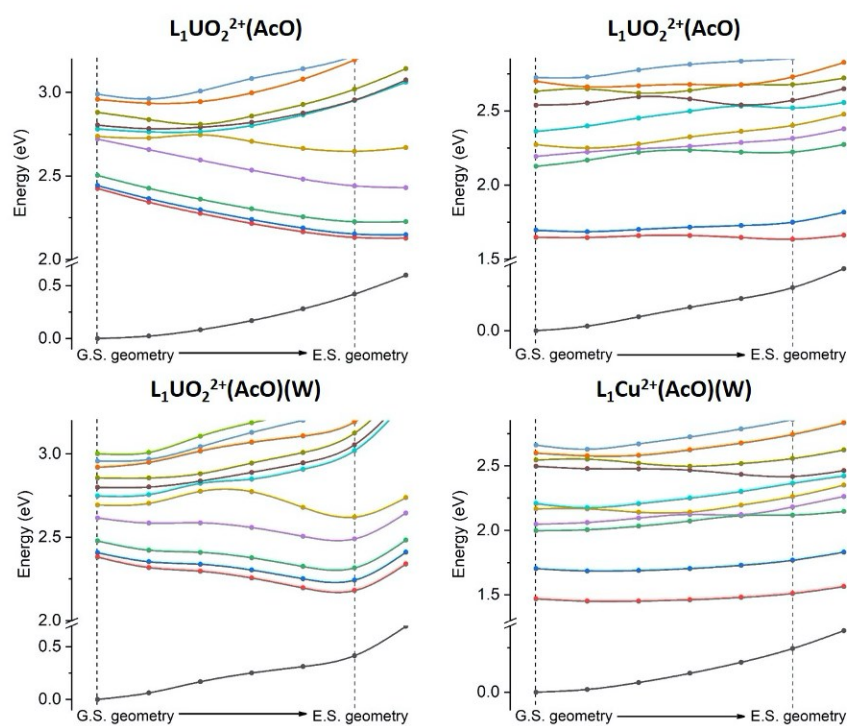 L₁UO₂²⁺(AcO)
Energy (eV)
3.0
2.5
2.0
0.5
0.0
G.S. geometry
E.S. geometry
L₁UO₂²⁺(AcO)
Energy (eV)
2.5
2.0
1.5
0.0
G.S. geometry
E.S. geometry
L₁UO₂²⁺(AcO)(W)
Energy (eV)
3.0
2.5
2.0
0.5
0.0
G.S. geometry
E.S. geometry
L₁Cu²⁺(AcO)(W)
Energy (eV)
2.5
2.0
1.5
0.0
G.S. geometry
E.S. geometry